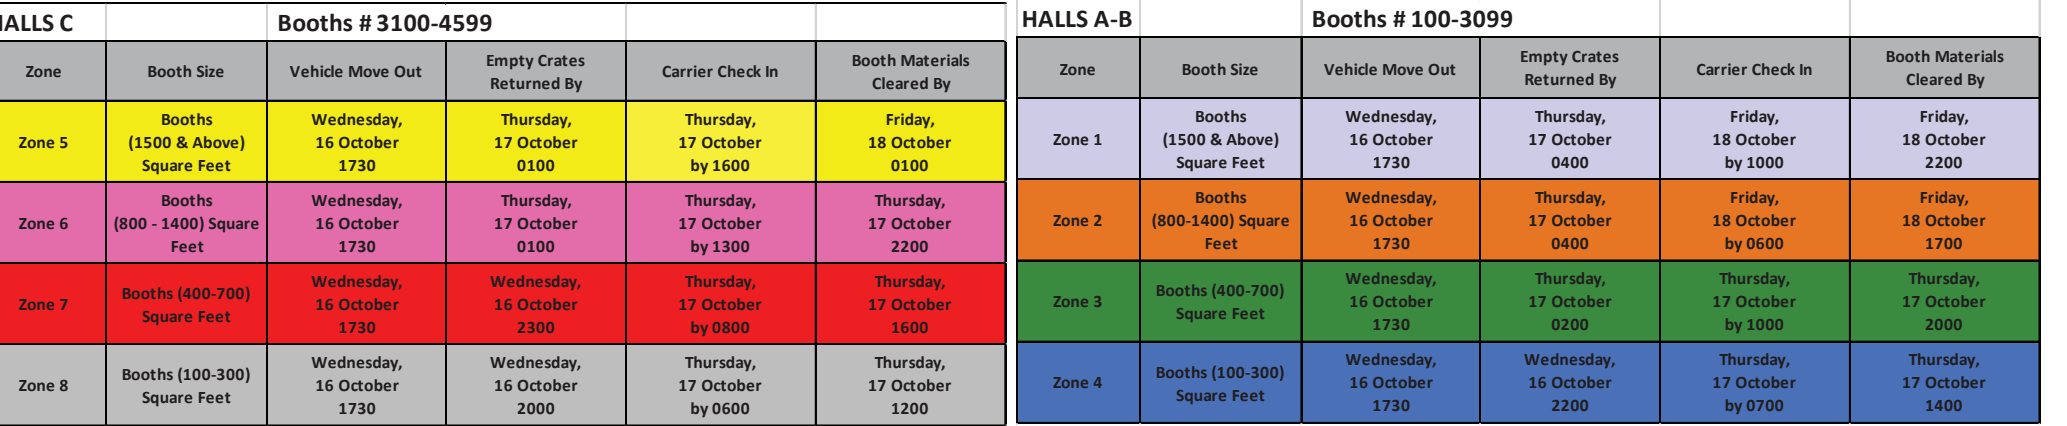 ALLS C Booths # 3100-4599
Zone Booth Size Vehicle Move Out Empty Crates Returned By Carrier Check In Booth Materials Cleared By
Zone 5 Booths (1500 & Above) Square Feet Wednesday, 16 October 1730 Thursday, 17 October 0100 Thursday, 17 October by 1600 Friday, 18 October 0100
Zone 6 Booths (800 - 1400) Square Feet Wednesday, 16 October 1730 Thursday, 17 October 0100 Thursday, 17 October by 1300 Thursday, 17 October 2200
Zone 7 Booths (400-700) Square Feet Wednesday, 16 October 1730 Wednesday, 16 October 2300 Thursday, 17 October by 0800 Thursday, 17 October 1600
Zone 8 Booths (100-300) Square Feet Wednesday, 16 October 1730 Wednesday, 16 October 2000 Thursday, 17 October by 0600 Thursday, 17 October 1200
HALLS A-B Booths # 100-3099
Zone Booth Size Vehicle Move Out Empty Crates Returned By Carrier Check In Booth Materials Cleared By
Zone 1 Booths (1500 & Above) Square Feet Wednesday, 16 October 1730 Thursday, 17 October 0400 Friday, 18 October by 1000 Friday, 18 October 2200
Zone 2 Booths (800-1400) Square Feet Wednesday, 16 October 1730 Thursday, 17 October 0400 Friday, 18 October by 0600 Friday, 18 October 1700
Zone 3 Booths (400-700) Square Feet Wednesday, 16 October 1730 Thursday, 17 October 0200 Thursday, 17 October by 1000 Thursday, 17 October 2000
Zone 4 Booths (100-300) Square Feet Wednesday, 16 October 1730 Wednesday, 16 October 2200 Thursday, 17 October by 0700 Thursday, 17 October 1400